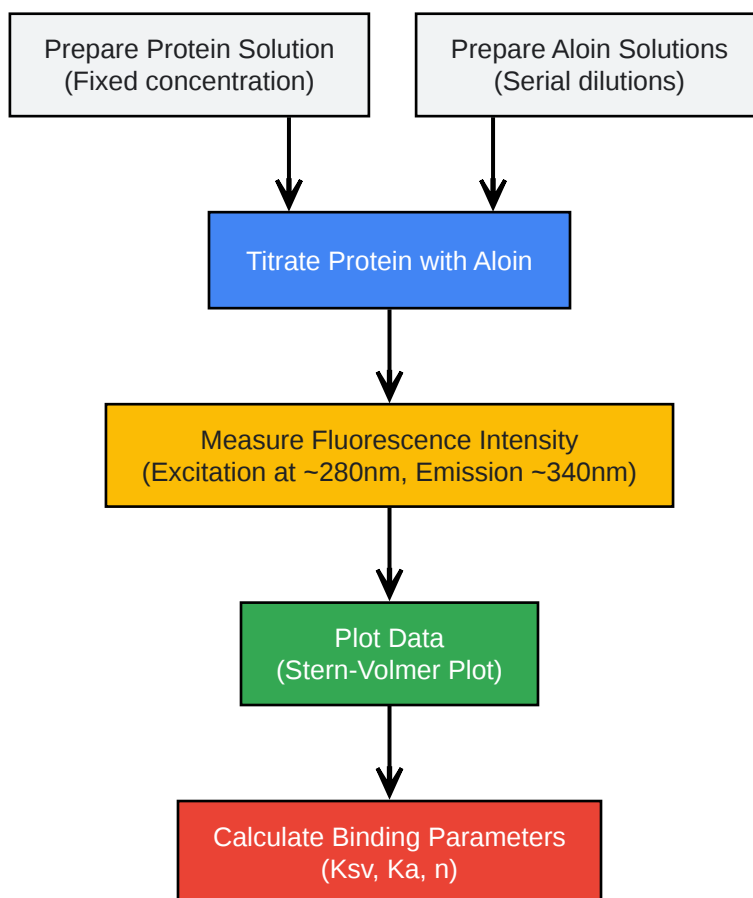 Prepare Protein Solution
(Fixed concentration)
Prepare Aloin Solutions
(Serial dilutions)
Titrate Protein with Aloin
Measure Fluorescence Intensity
(Excitation at ~280nm, Emission ~340nm)
Plot Data
(Stern-Volmer Plot)
Calculate Binding Parameters
(Ksv, Ka, n)